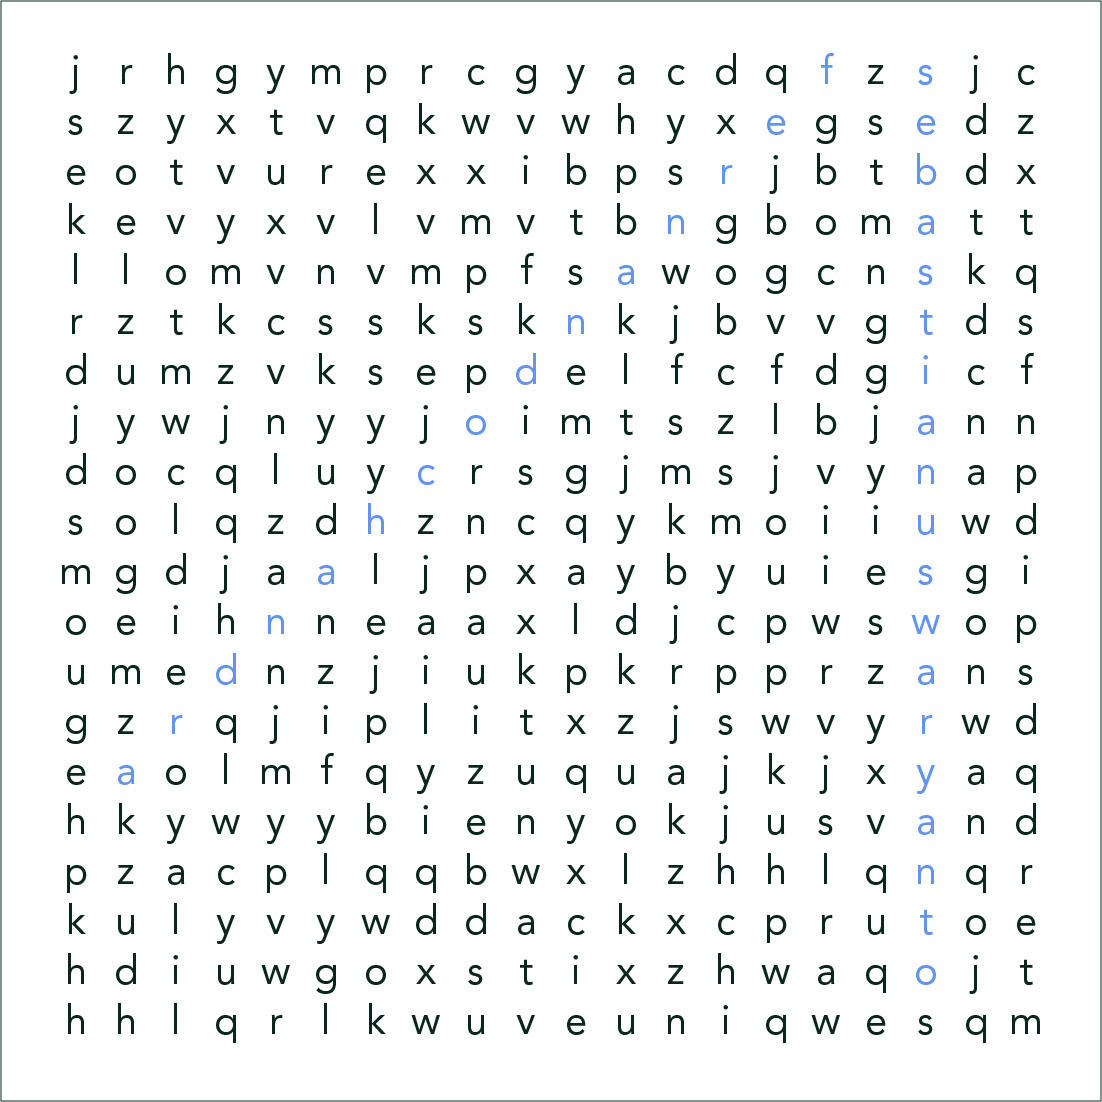 j r h g y m p r c g y a c d q f z s j c
s z y x t v q k w v w h y x e g s e d z
e o t v u r e x x i b p s r j b t b d x
k e v y x v l v m v t b n g b o m a t t
l l o m v n v m p f s a w o g c n s k q
r z t k c s s k s k n k j b v v g t d s
d u m z v k s e p d e l f c f d g i c f
j y w j n y y j o i m t s z l b j a n n
d o c q l u y c r s g j m s j v y n a p
s o l q z d h z n c q y k m o i i u w d
m g d j a a l j p x a y b y u i e s g i
o e i h n n e a a x l d j c p w s w o p
u m e d n z j i u k p k r p p r z a n s
g z r q j i p l i t x z j s w v y r w d
e a o l m f q y z u q u a j k j x y a q
h k y w y y b i e n y o k j u s v a n d
p z a c p l q q b w x l z h h l q n q r
k u l y v y w d d a c k x c p r u t o e
h d i u w g o x s t i x z h w a q o j t
h h l q r l k w u v e u n i q w e s q m